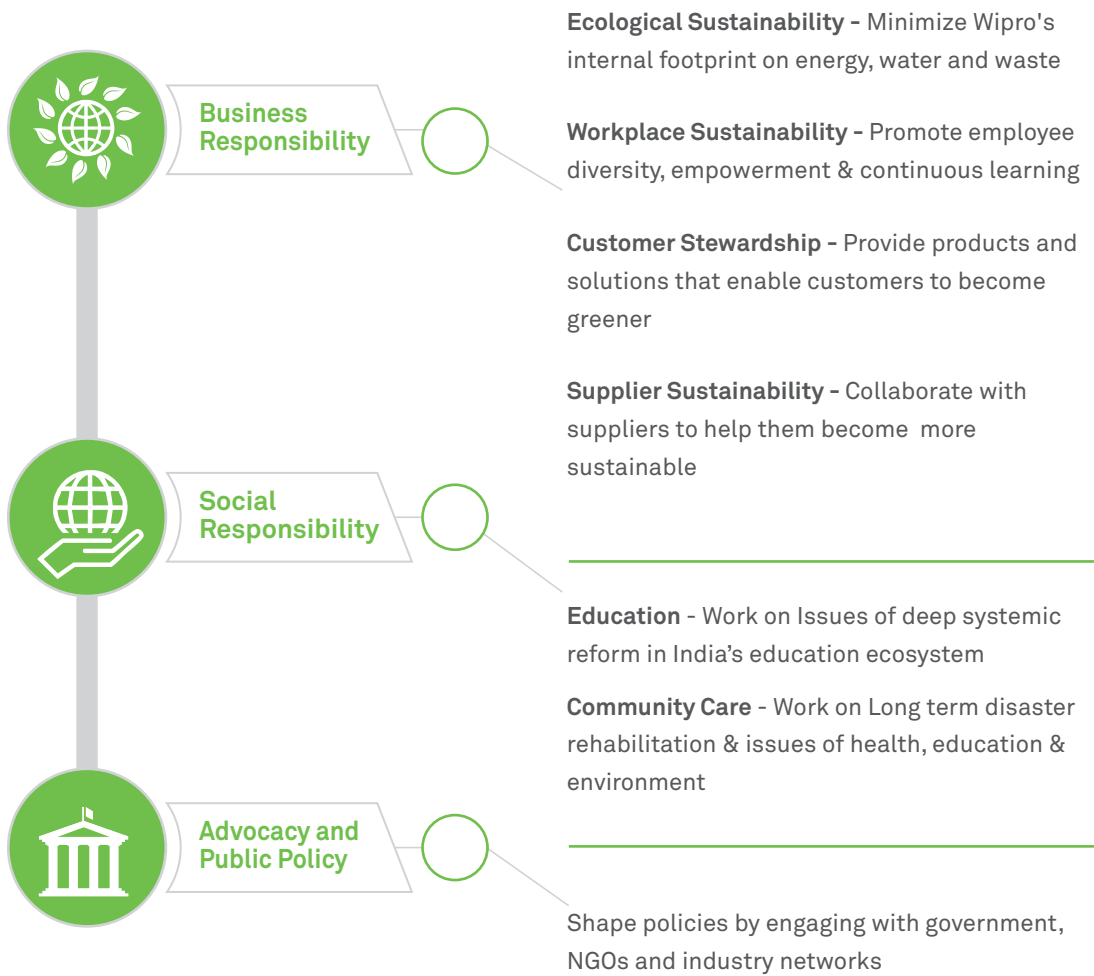 Business
Responsibility
Ecological Sustainability - Minimize Wipro's
internal footprint on energy, water and waste
Workplace Sustainability - Promote employee
diversity, empowerment & continuous learning
Customer Stewardship - Provide products and
solutions that enable customers to become
greener
Supplier Sustainability - Collaborate with
suppliers to help them become more
sustainable
Social
Responsibility
Education - Work on Issues of deep systemic
reform in India’s education ecosystem
Community Care - Work on Long term disaster
rehabilitation & issues of health, education &
environment
Advocacy and
Public Policy
Shape policies by engaging with government,
NGOs and industry networks